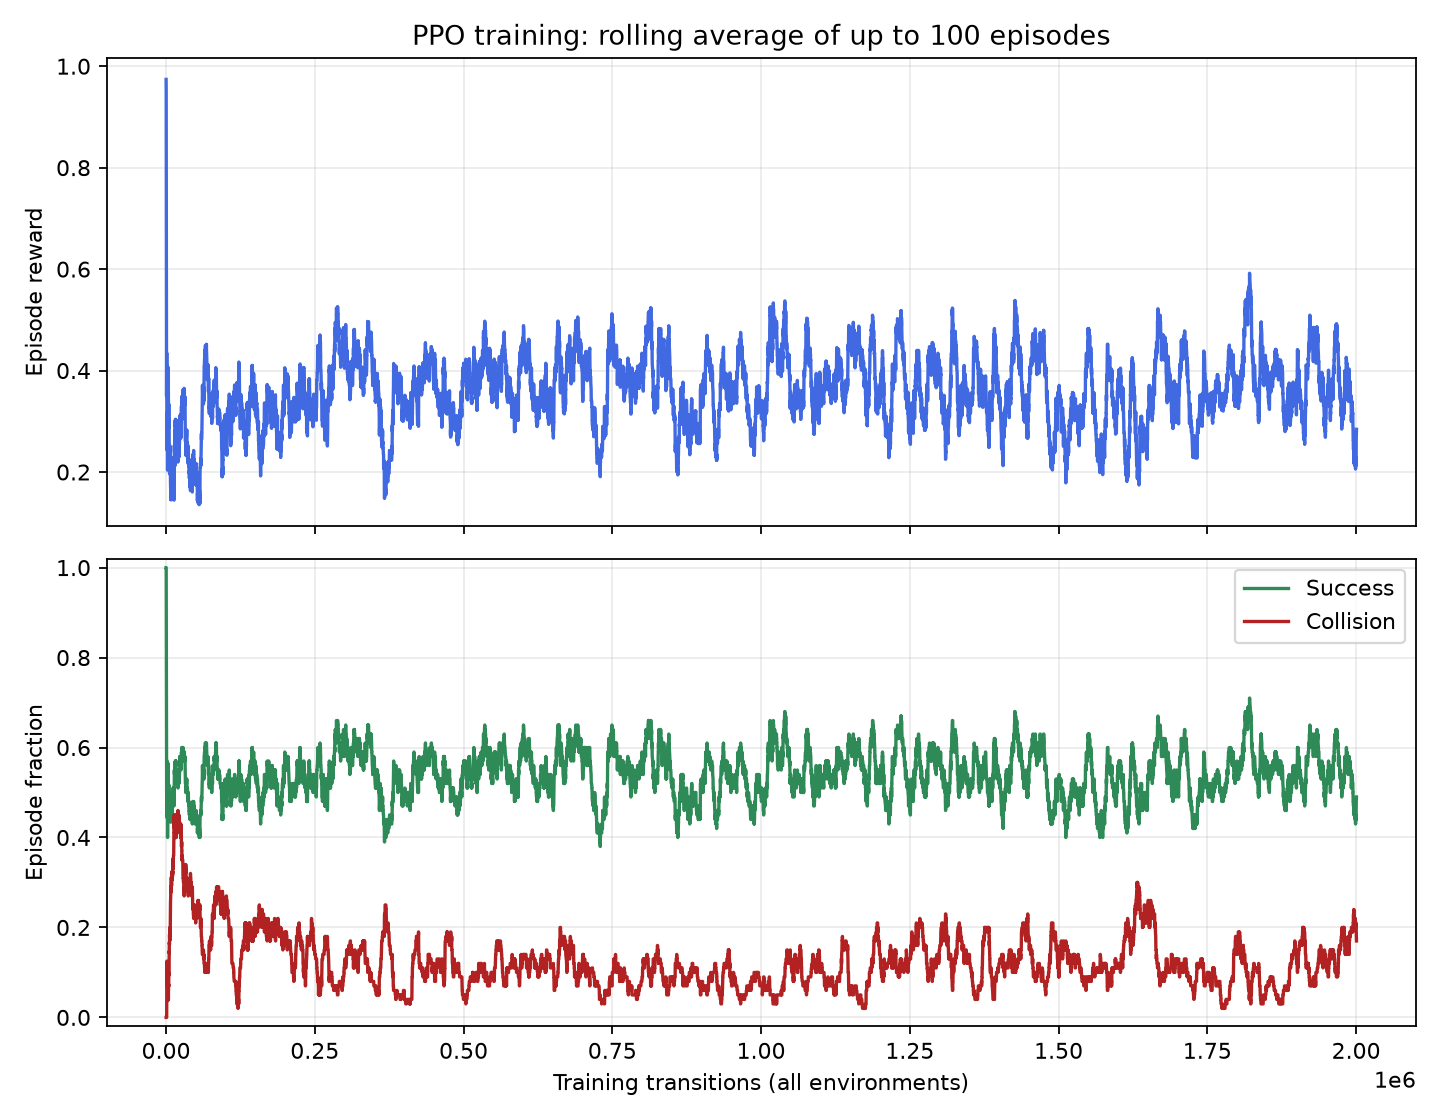 PPO training: rolling average of up to 100 episodes
1.0
0.8
0.6
0.4
0.2
Episode reward
1.0
0.8
0.6
0.4
0.2
0.0
Episode fraction
Success
Collision
0.00 0.25 0.50 0.75 1.00 1.25 1.50 1.75 2.00
Training transitions (all environments)
1e6